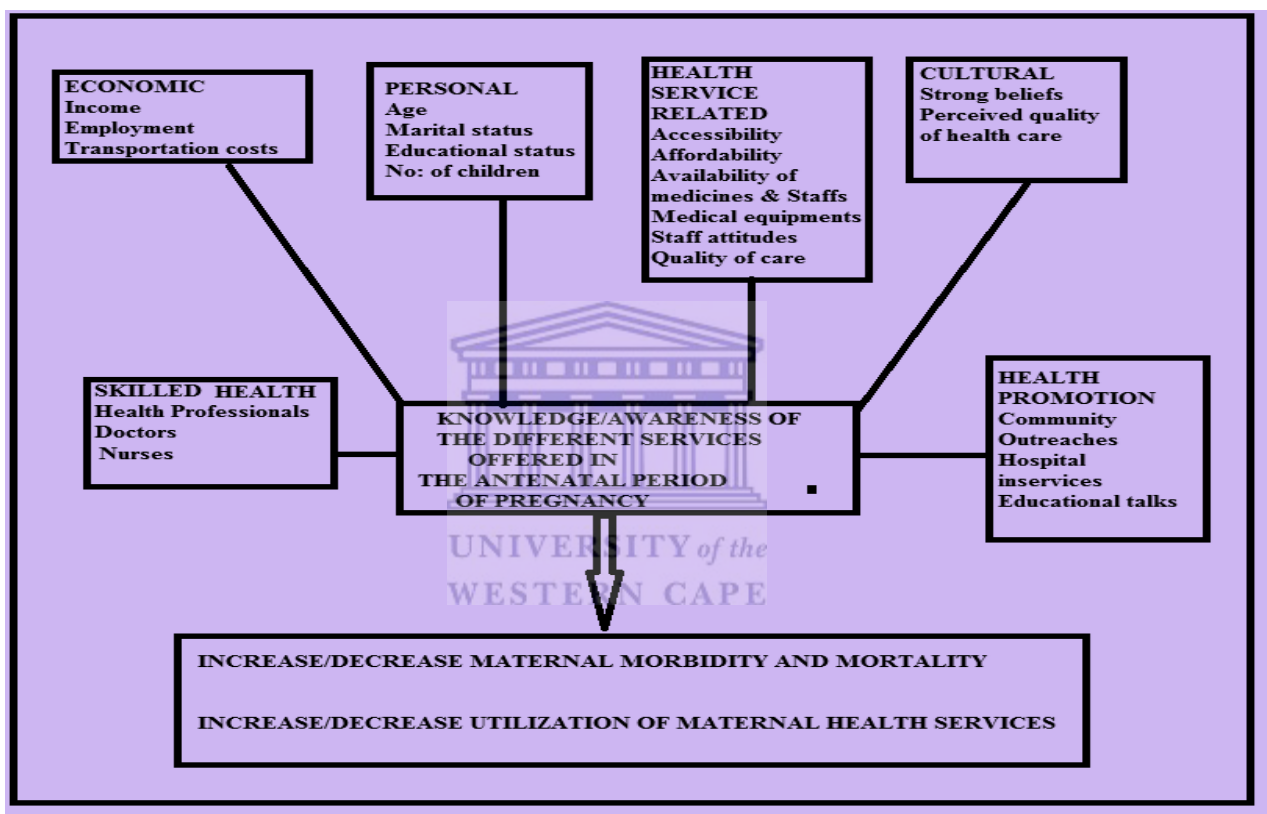 ECONOMIC
Income
Employment
Transportation costs
PERSONAL
Age
Marital status
Educational status
No: of children
HEALTH
SERVICE
RELATED
Accessibility
Affordability
Availability of
medicines & Staffs
Medical equipments
Staff attitudes
Quality of care
CULTURAL
Strong beliefs
Perceived quality
of health care
SKILLED HEALTH
Health Professionals
Doctors
Nurses
KNOWLEDGE/AWARENESS OF
THE DIFFERENT SERVICES
OFFERED IN
THE ANTENATAL PERIOD
OF PREGNANCY
HEALTH
PROMOTION
Community
Outreaches
Hospital
inservices
Educational talks
UNIVERSITY of the
WESTERN CAPE
INCREASE/DECREASE MATERNAL MORBIDITY AND MORTALITY
INCREASE/DECREASE UTILIZATION OF MATERNAL HEALTH SERVICES